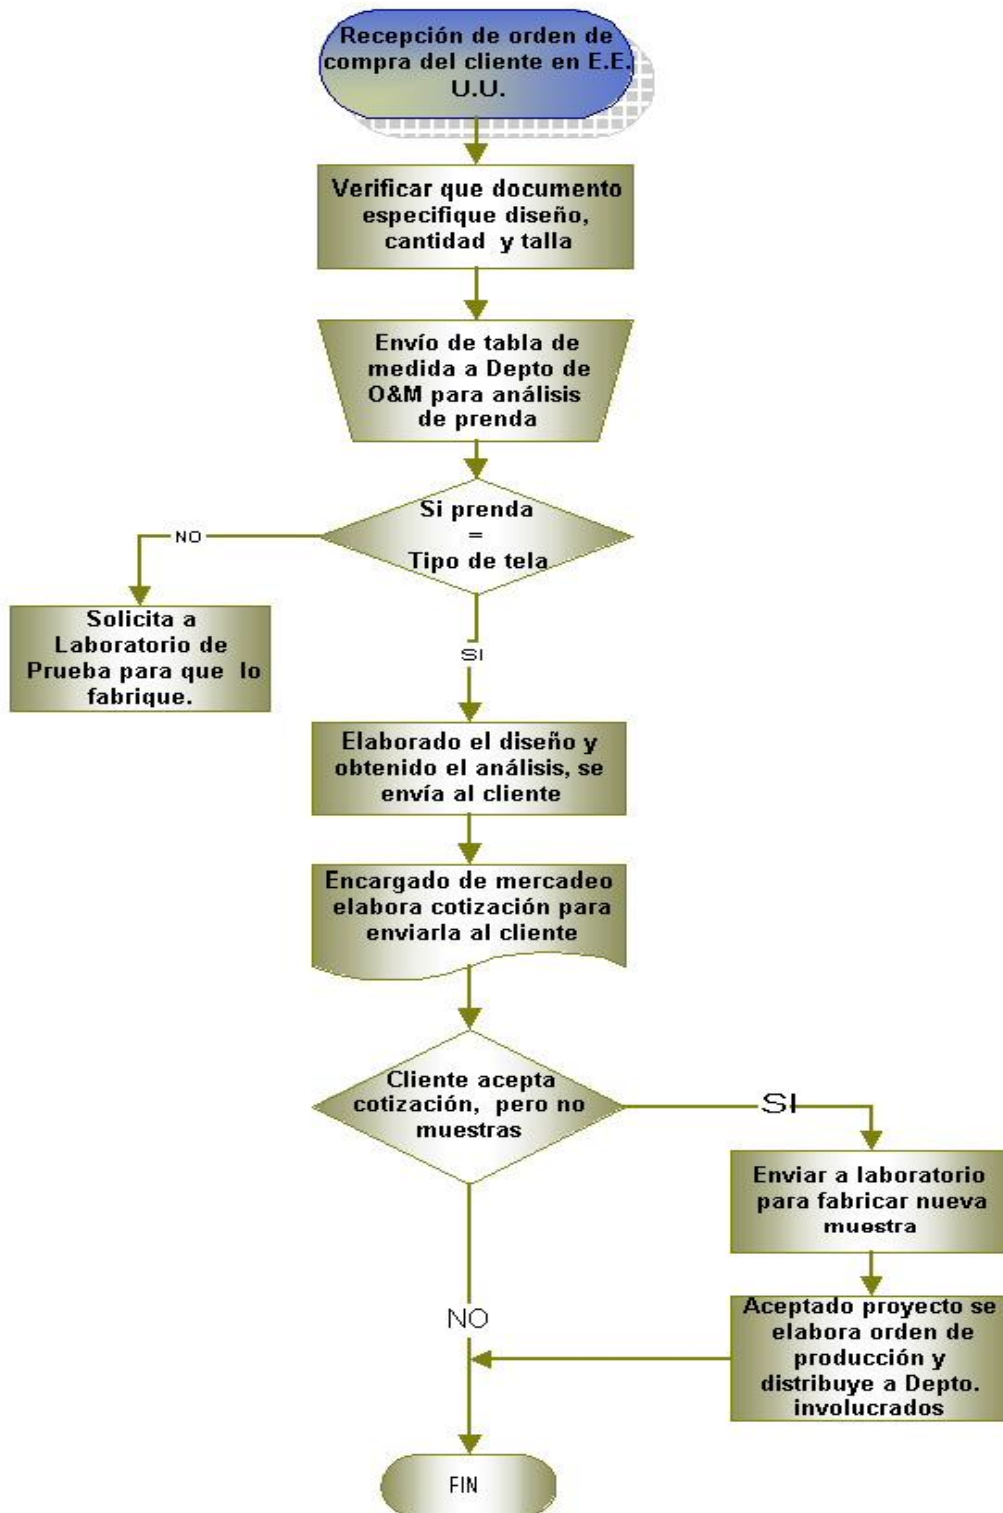 Recepción de orden de
compra del cliente en E.E.
U.U.
Verificar que documento
especifique diseño,
cantidad y talla
Envío de tabla de
medida a Depto de
O&M para análisis
de prenda
Si prenda
=
Tipo de tela
NO
Solicita a
Laboratorio de
Prueba para que lo
fabrique.
SI
Elaborado el diseño y
obtenido el análisis, se
envía al cliente
Encargado de mercadeo
elabora cotización para
enviarla al cliente
Cliente acepta
cotización, pero no
muestras
SI
Enviar a laboratorio
para fabricar nueva
muestra
NO
Aceptado proyecto se
elabora orden de
producción y
distribuye a Depto.
involucrados
FIN